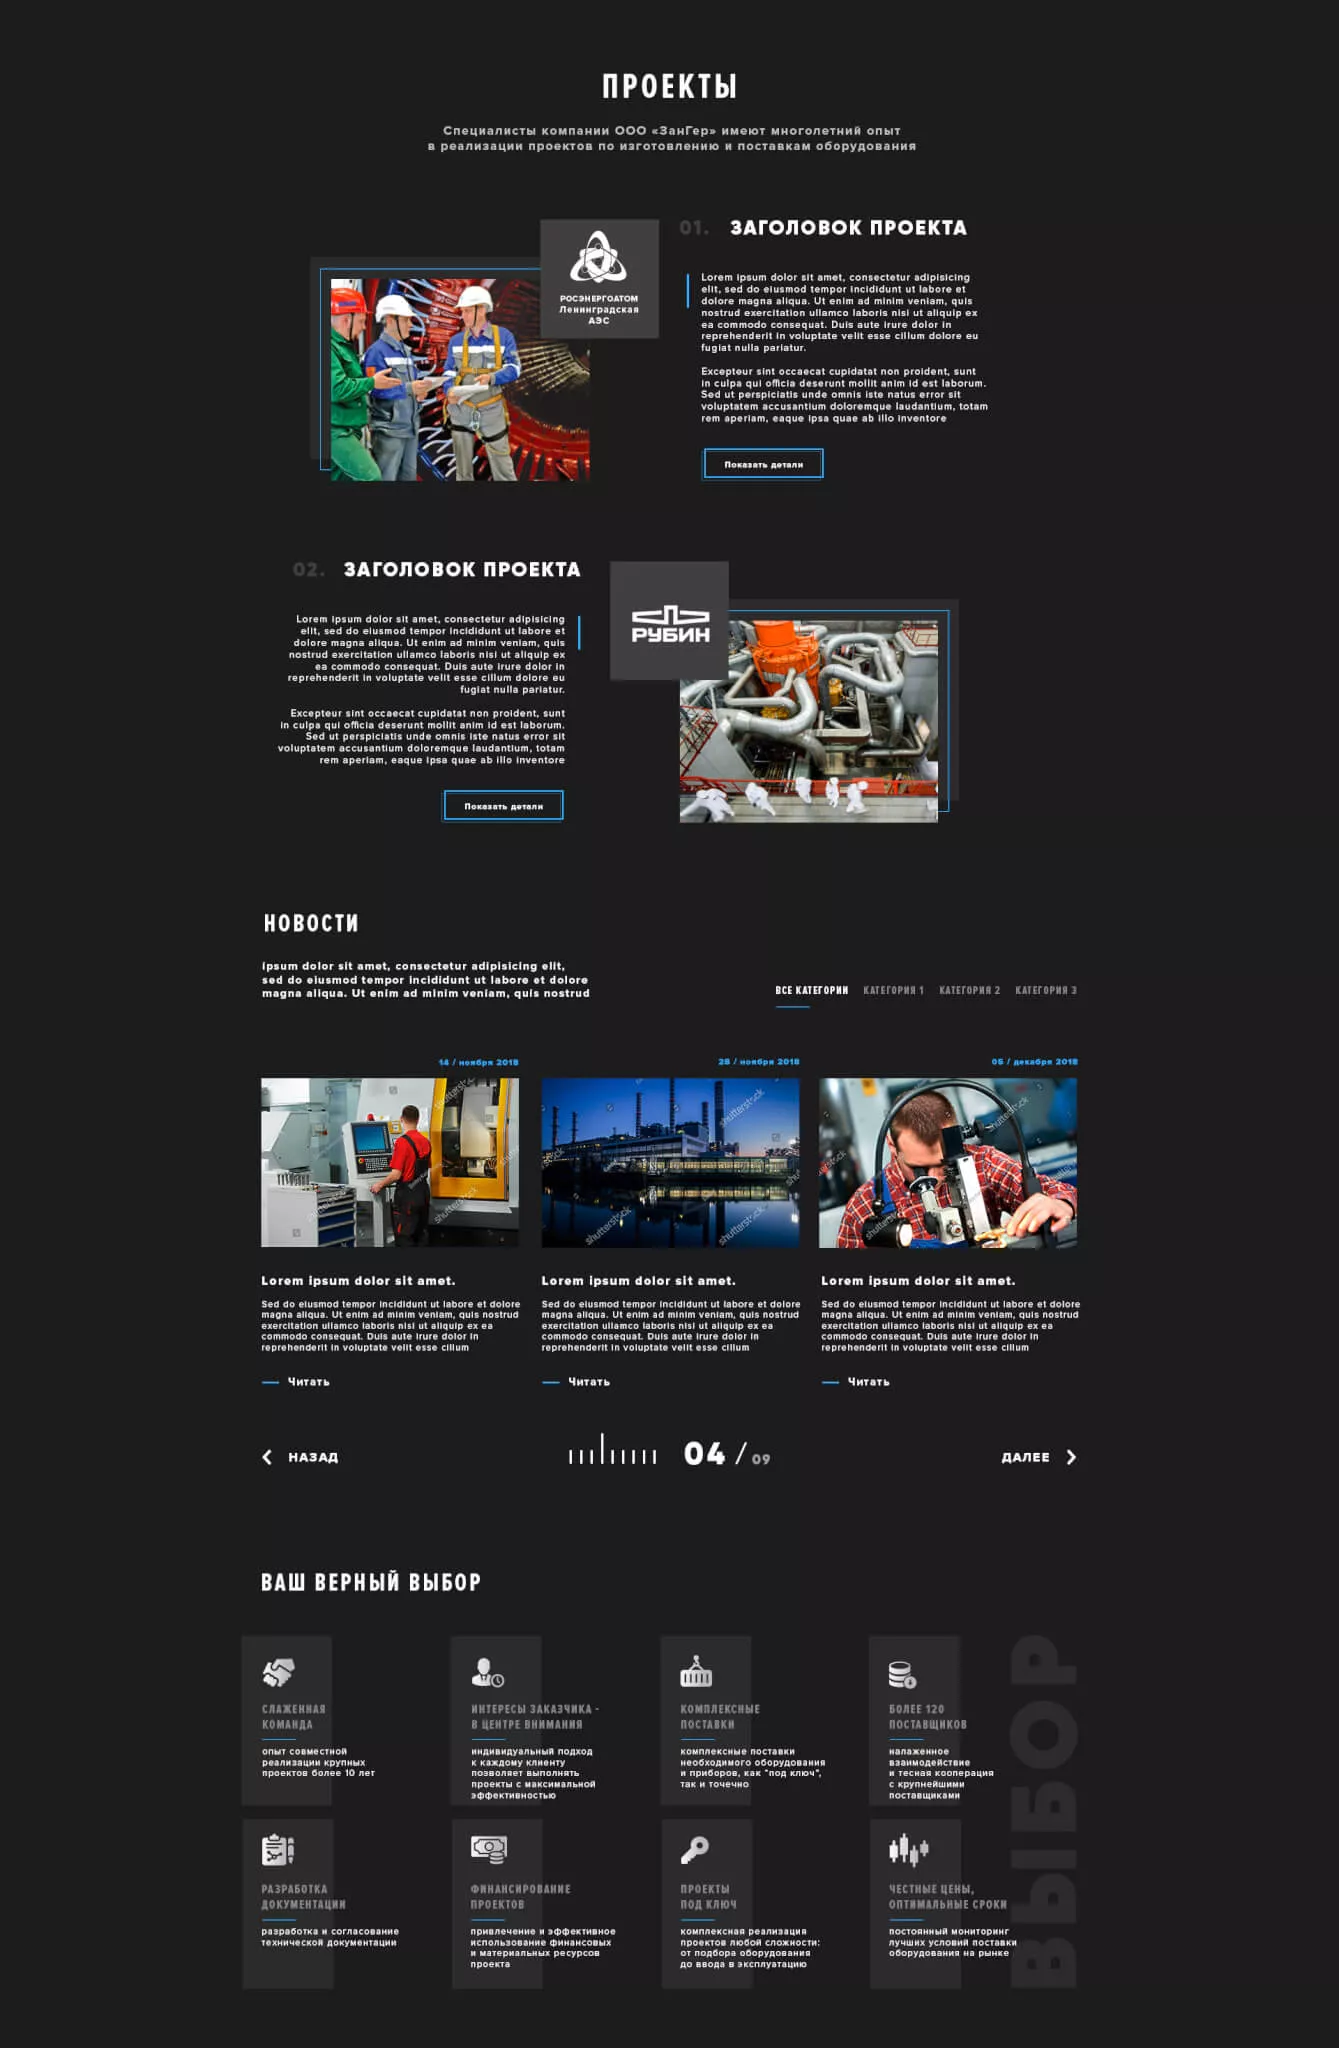 ПРОЕКТЫ
Специалисты компании ООО «ЗанГер» имеют многолетний опыт
в реализации проектов по изготовлению и поставкам оборудования
РОСЭНЕРГОАТОМ
Ленинградская
АЭС
01. ЗАГОЛОВОК ПРОЕКТА
Lorem ipsum dolor sit amet, consectetur adipisicing
elit, sed do eiusmod tempor incididunt ut labore et
dolore magna aliqua. Ut enim ad minim veniam, quis
nostrud exercitation ullamco laboris nisi ut aliquip ex
ea commodo consequat. Duis aute irure dolor in
reprehenderit in voluptate velit esse cillum dolore eu
fugiat nulla pariatur.
Excepteur sint occaecat cupidatat non proident, sunt
in culpa qui officia deserunt mollit anim id est laborum.
Sed ut perspiciatis unde omnis iste natus error sit
voluptatem accusantium doloremque laudantium, totam
rem aperiam, eaque ipsa quae ab illo inventore
Показать детали
02. ЗАГОЛОВОК ПРОЕКТА
Lorem ipsum dolor sit amet, consectetur adipisicing
elit, sed do eiusmod tempor incididunt ut labore et
dolore magna aliqua. Ut enim ad minim veniam, quis
nostrud exercitation ullamco laboris nisi ut aliquip ex
ea commodo consequat. Duis aute irure dolor in
reprehenderit in voluptate velit esse cillum dolore eu
fugiat nulla pariatur.
Excepteur sint occaecat cupidatat non proident, sunt
in culpa qui officia deserunt mollit anim id est laborum.
Sed ut perspiciatis unde omnis iste natus error sit
voluptatem accusantium doloremque laudantium, totam
rem aperiam, eaque ipsa quae ab illo inventore
Показать детали
РУБИН
НОВОСТИ
ipsum dolor sit amet, consectetur adipisicing elit,
sed do eiusmod tempor incididunt ut labore et dolore
magna aliqua. Ut enim ad minim veniam, quis nostrud
ВСЕ КАТЕГОРИИ КАТЕГОРИЯ 1 КАТЕГОРИЯ 2 КАТЕГОРИЯ 3
14 / ноября 2018
shutterstock
shutterstock
shutterstock
Lorem ipsum dolor sit amet.
Sed do eiusmod tempor incididunt ut labore et dolore
magna aliqua. Ut enim ad minim veniam, quis nostrud
exercitation ullamco laboris nisi ut aliquip ex ea
commodo consequat. Duis aute irure dolor in
reprehenderit in voluptate velit esse cillum
Читать
28 / ноября 2018
shutterstock
shutterstock
shutterstock
Lorem ipsum dolor sit amet.
Sed do eiusmod tempor incididunt ut labore et dolore
magna aliqua. Ut enim ad minim veniam, quis nostrud
exercitation ullamco laboris nisi ut aliquip ex ea
commodo consequat. Duis aute irure dolor in
reprehenderit in voluptate velit esse cillum
Читать
05 / декабря 2018
shutterstock
shutterstock
shutterstock
Lorem ipsum dolor sit amet.
Sed do eiusmod tempor incididunt ut labore et dolore
magna aliqua. Ut enim ad minim veniam, quis nostrud
exercitation ullamco laboris nisi ut aliquip ex ea
commodo consequat. Duis aute irure dolor in
reprehenderit in voluptate velit esse cillum
Читать
НАЗАД
04 / 09
ДАЛЕЕ
ВАШ ВЕРНЫЙ ВЫБОР
СЛАЖЕННАЯ
КОМАНДА
опыт совместной
реализации крупных
проектов более 10 лет
ИНТЕРЕСЫ ЗАКАЗЧИКА -
В ЦЕНТРЕ ВНИМАНИЯ
индивидуальный подход
к каждому клиенту
позволяет выполнять
проекты с максимальной
эффективностью
КОМПЛЕКСНЫЕ
ПОСТАВКИ
комплексные поставки
необходимого оборудования
и приборов, как "под ключ",
так и точечно
БОЛЕЕ 120
ПОСТАВЩИКОВ
налаженное
взаимодействие
и тесная кооперация
с крупнейшими
поставщиками
ВЫБОР
РАЗРАБОТКА
ДОКУМЕНТАЦИИ
разработка и согласование
технической документации
ФИНАНСИРОВАНИЕ
ПРОЕКТОВ
привлечение и эффективное
использование финансовых
и материальных ресурсов
проекта
ПРОЕКТЫ
ПОД КЛЮЧ
комплексная реализация
проектов любой сложности:
от подбора оборудования
до ввода в эксплуатацию
ЧЕСТНЫЕ ЦЕНЫ,
ОПТИМАЛЬНЫЕ СРОКИ
постоянный мониторинг
лучших условий поставки
оборудования на рынке